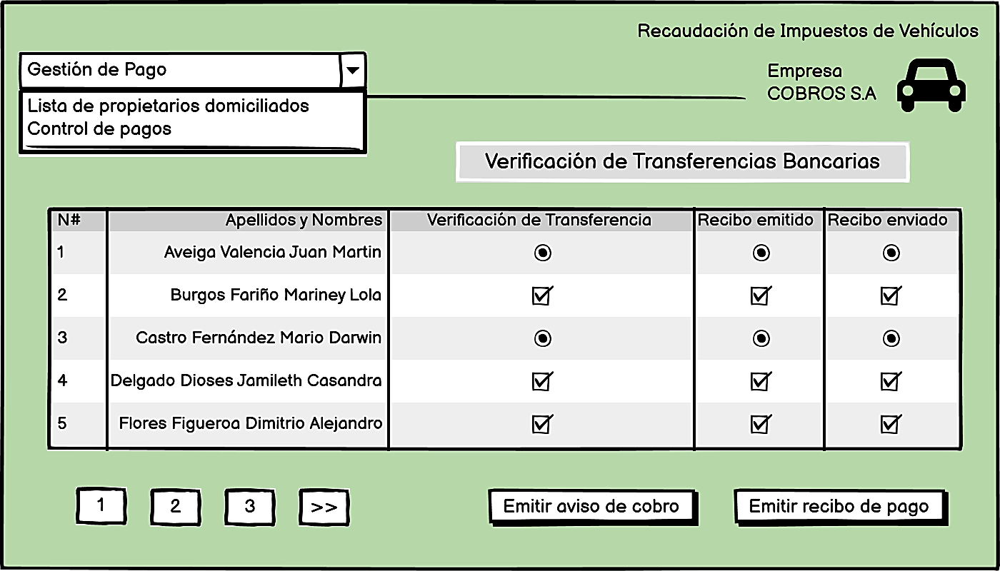 Recaudación de Impuestos de Vehículos
Gestión de Pago
Empresa
COBROS S.A
Lista de propietarios domiciliados
Control de pagos
Verificación de Transferencias Bancarias
N# Apellidos y Nombres Verificación de Transferencia Recibo emitido Recibo enviado
1 Aveiga Valencia Juan Martin
2 Burgos Fariño Mariney Lola
3 Castro Fernández Mario Darwin
4 Delgado Dioses Jamileth Casandra
5 Flores Figueroa Dimitrio Alejandro
1 2 3 >> Emitir aviso de cobro Emitir recibo de pago